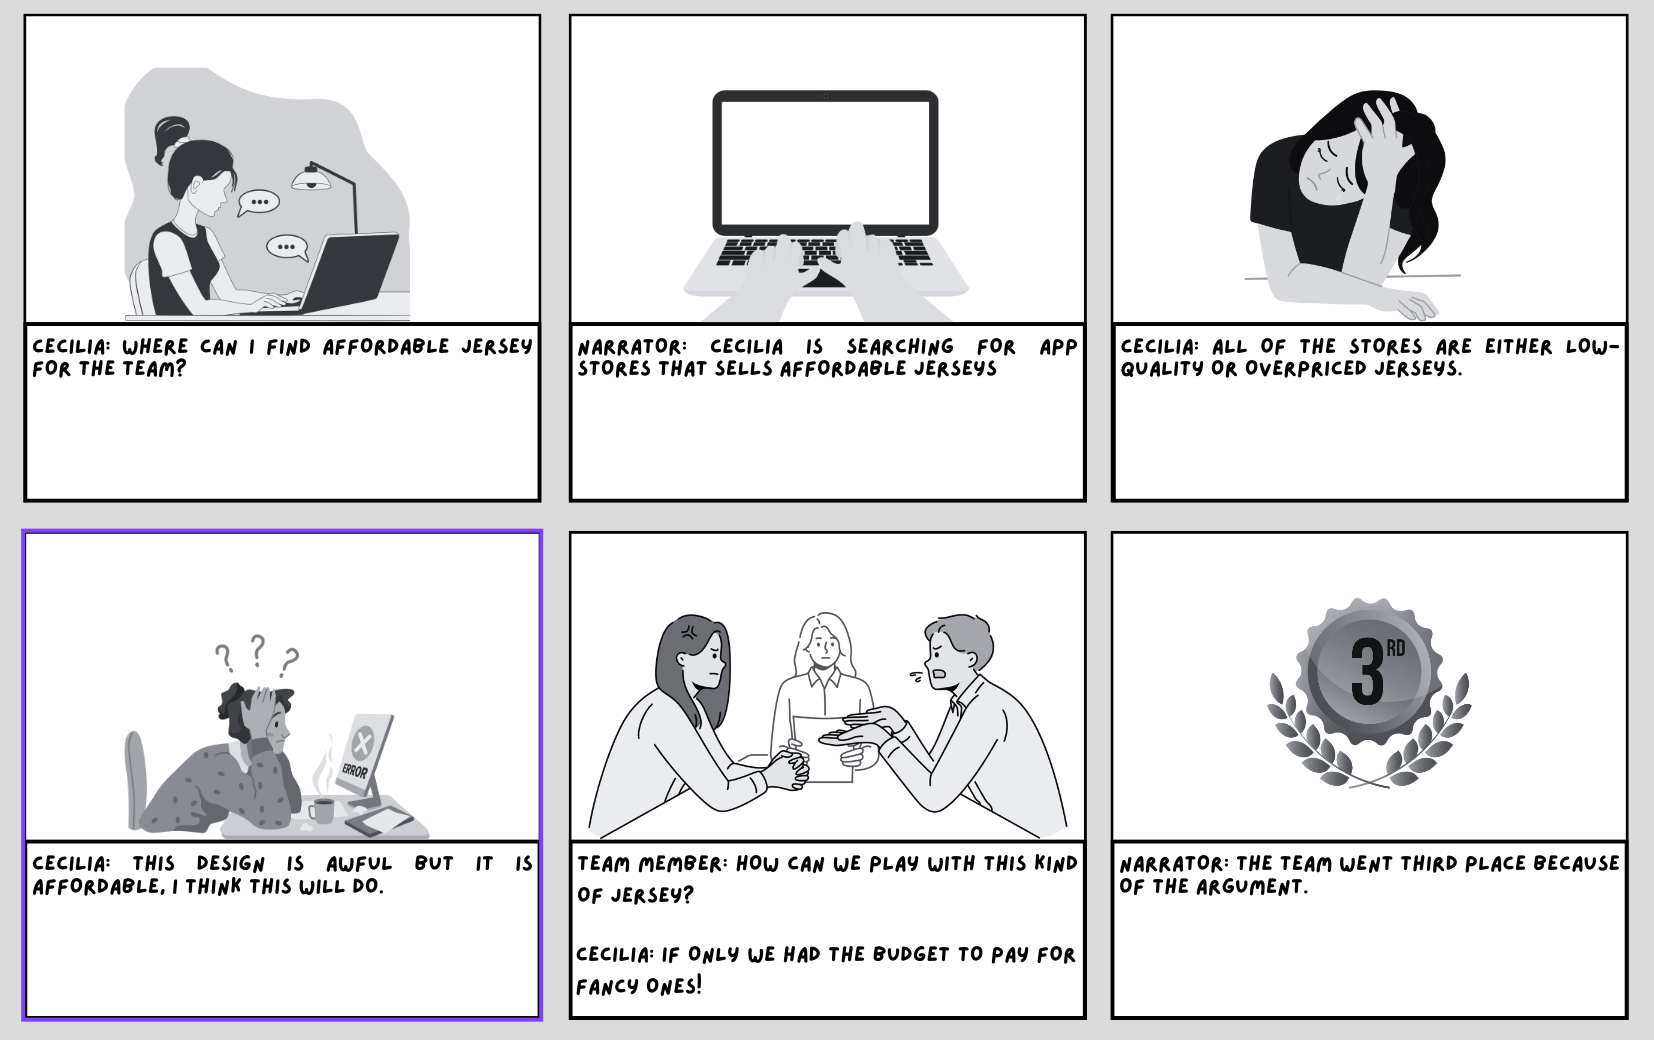 CECILIA: WHERE CAN I FIND AFFORDABLE JERSEY
FOR THE TEAM?
NARRATOR: CECILIA IS SEARCHING FOR APP
STORES THAT SELLS AFFORDABLE JERSEYS
CECILIA: ALL OF THE STORES ARE EITHER LOW-
QUALITY OR OVERPRICED JERSEYS.
? ? ?
X
ERROR
CECILIA: THIS DESIGN IS AWFUL BUT IT IS
AFFORDABLE, I THINK THIS WILL DO.
TEAM MEMBER: HOW CAN WE PLAY WITH THIS KIND
OF JERSEY?
CECILIA: IF ONLY WE HAD THE BUDGET TO PAY FOR
FANCY ONES!
3RD
NARRATOR: THE TEAM WENT THIRD PLACE BECAUSE
OF THE ARGUMENT.